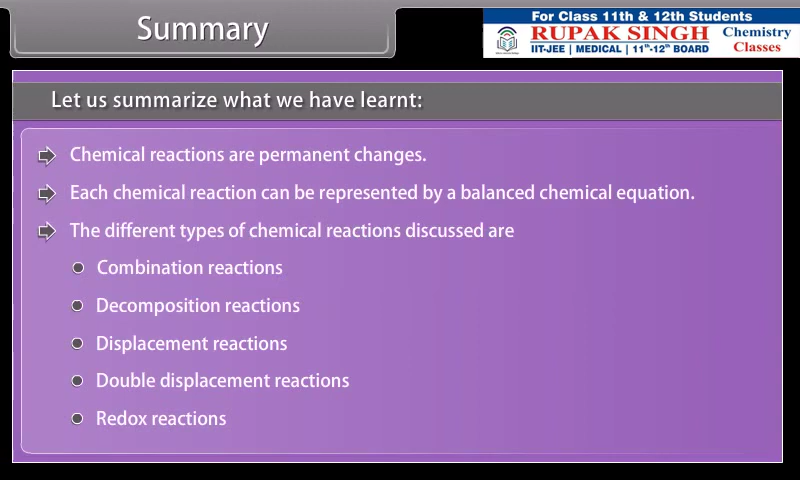 Summary
For Class 11th & 12th Students
RUPAK SINGH
IIT-JEE | MEDICAL | 11th-12th BOARD
Chemistry
Classes
Let us summarize what we have learnt:
Chemical reactions are permanent changes.
Each chemical reaction can be represented by a balanced chemical equation.
The different types of chemical reactions discussed are
Combination reactions
Decomposition reactions
Displacement reactions
Double displacement reactions
Redox reactions